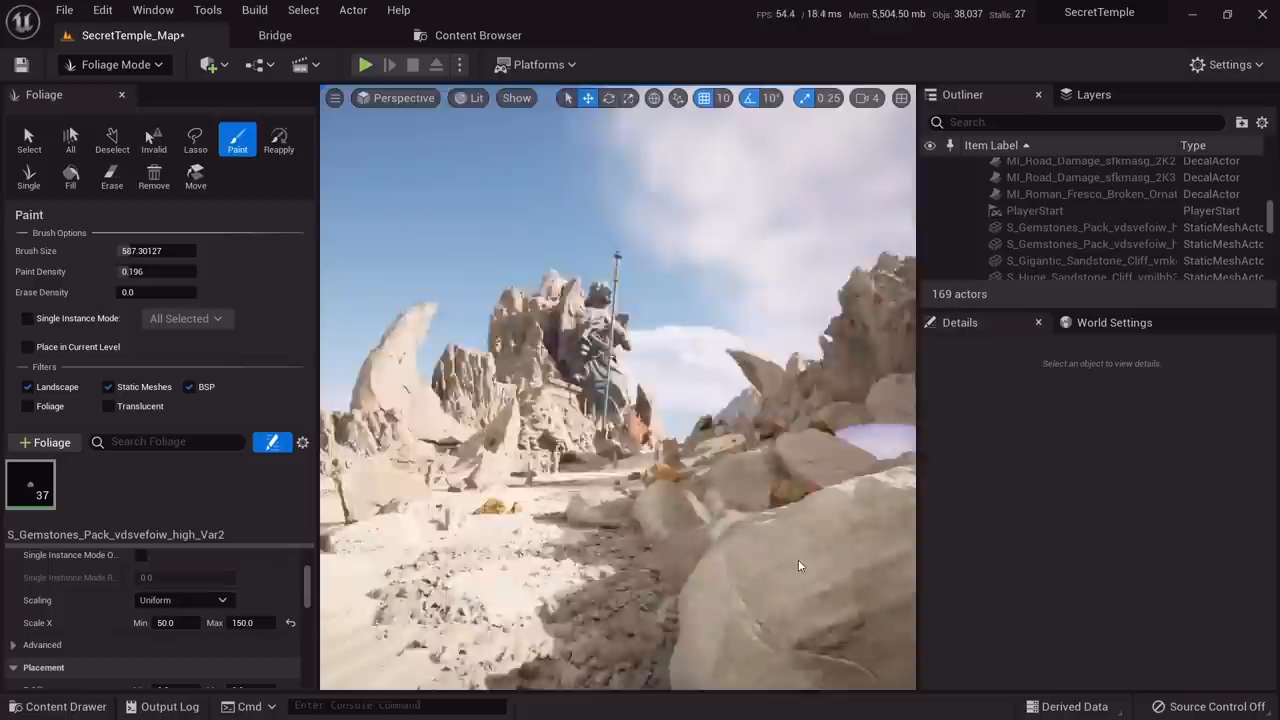 File Edit Window Tools Build Select Actor Help
FPS: 54.4 / 18.4 ms Mem: 5,504.50 mb Objs: 38,037 Stalls: 27
SecretTemple
SecretTemple_Map*
Bridge
Content Browser
Foliage Mode
Platforms
Settings
Foliage
Perspective
Lit
Show
10
10°
0.25
4
Outliner
Layers
Search...
Item Label
Type
Select
All
Deselect
Invalid
Lasso
Paint
Reapply
Single
Fill
Erase
Remove
Move
MI_Road_Damage_sfkmasg_2K2 DecalActor
MI_Road_Damage_sfkmasg_2K3 DecalActor
MI_Roman_Fresco_Broken_Ornat DecalActor
PlayerStart PlayerStart
S_Gemstones_Pack_vdsvefoiw_h StaticMeshActo
S_Gemstones_Pack_vdsvefoiw_h StaticMeshActo
S_Gigantic_Sandstone_Cliff_vmk StaticMeshActo
169 actors
Details
World Settings
Select an object to view details.
Paint
Brush Options
Brush Size 587.30127
Paint Density 0.196
Erase Density 0.0
Single Instance Mode: All Selected
Place in Current Level
Filters
Landscape Static Meshes BSP
Foliage Translucent
+ Foliage
Search Foliage
37
S_Gemstones_Pack_vdsvefoiw_high_Var2
Single Instance Mode O...
Single Instance Mode R... 0.0
Scaling Uniform
Scale X Min 50.0 Max 150.0
Advanced
Placement
Content Drawer
Output Log
Cmd
Enter Console Command
Derived Data
Source Control Off